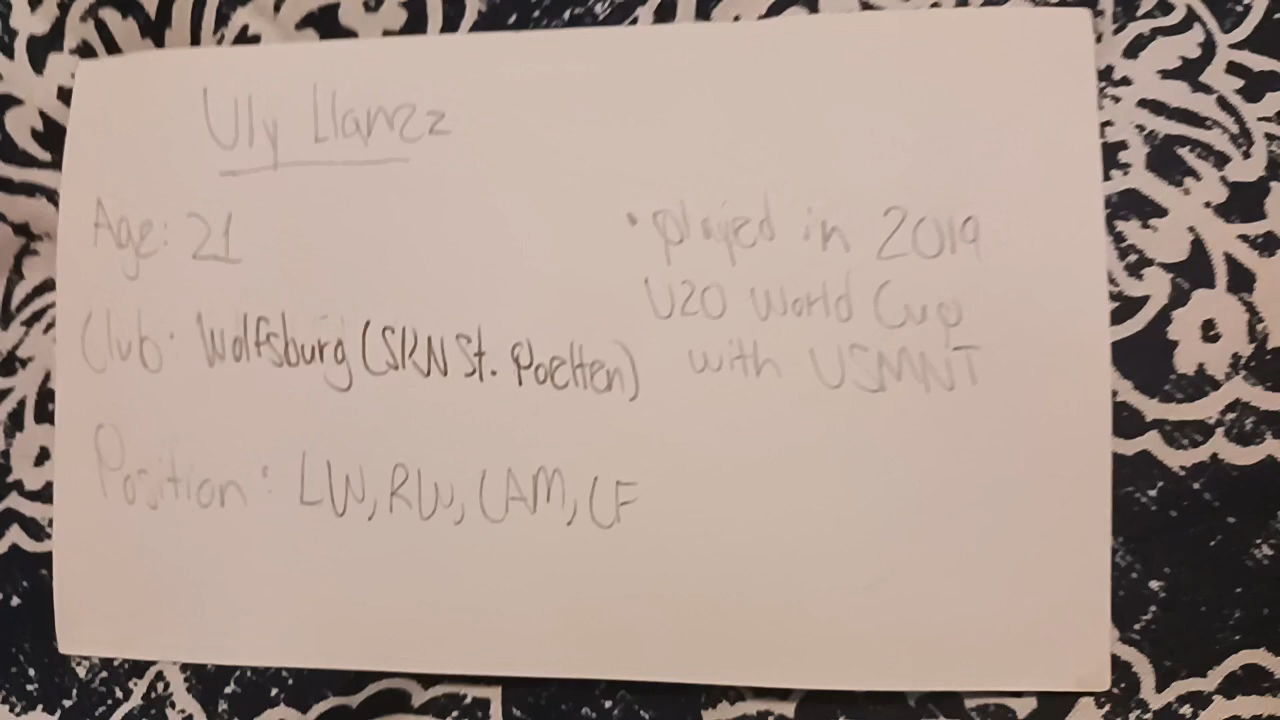 Uly Llanez
Age: 21
Club: Wolfsburg (SKN St. Poelten)
Position: LW, RW, CAM, CF
• played in 2019
U20 World Cup
with USMNT